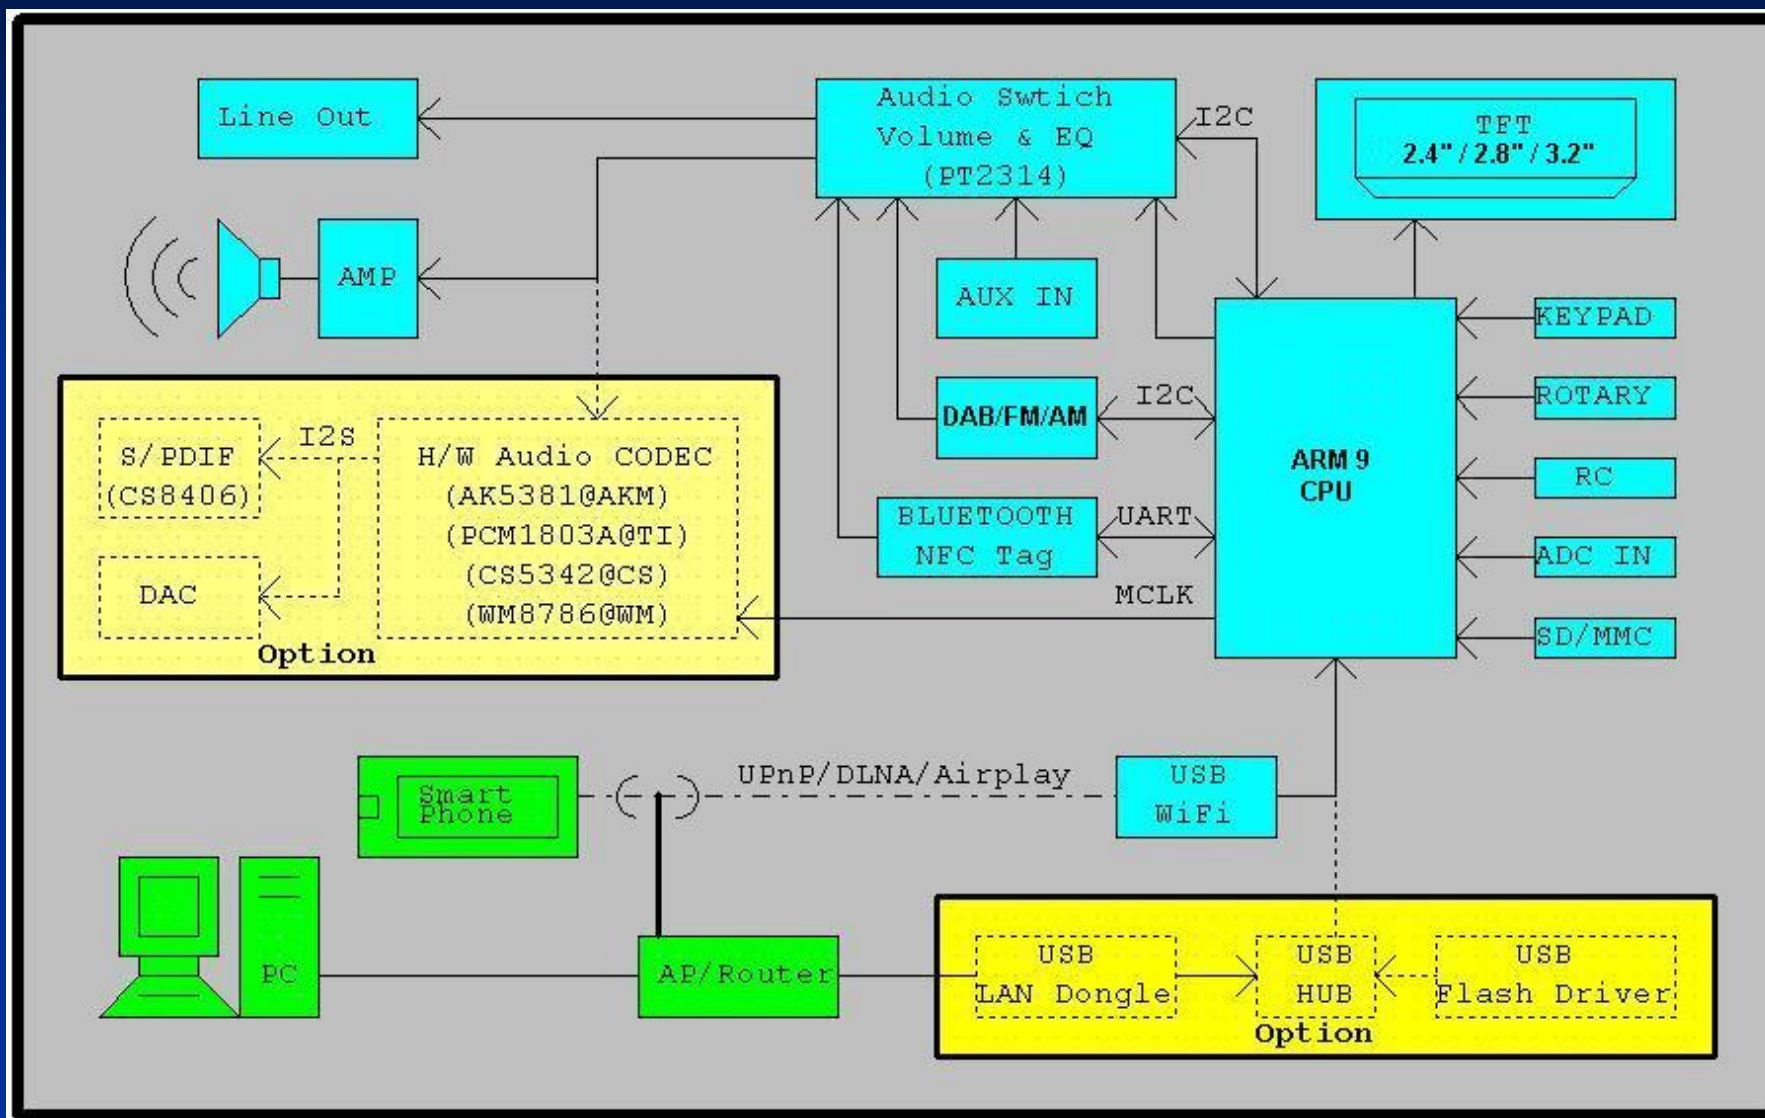 Line Out
Audio Swtich
Volume & EQ
(PT2314)
I2C
TFT
2.4" / 2.8" / 3.2"
AMP
AUX IN
KEYPAD
DAB/FM/AM
I2C
ROTARY
ARM 9
CPU
RC
BLUETOOTH
NFC Tag
UART
ADC IN
MCLK
SD/MMC
S/PDIF
(CS8406)
I2S
H/W Audio CODEC
(AK5381@AKM)
(PCM1803A@TI)
(CS5342@CS)
(WM8786@WM)
DAC
Option
Smart
Phone
UPnP/DLNA/Airplay
USB
WiFi
PC
AP/Router
USB
LAN Dongle
USB
HUB
USB
Flash Driver
Option